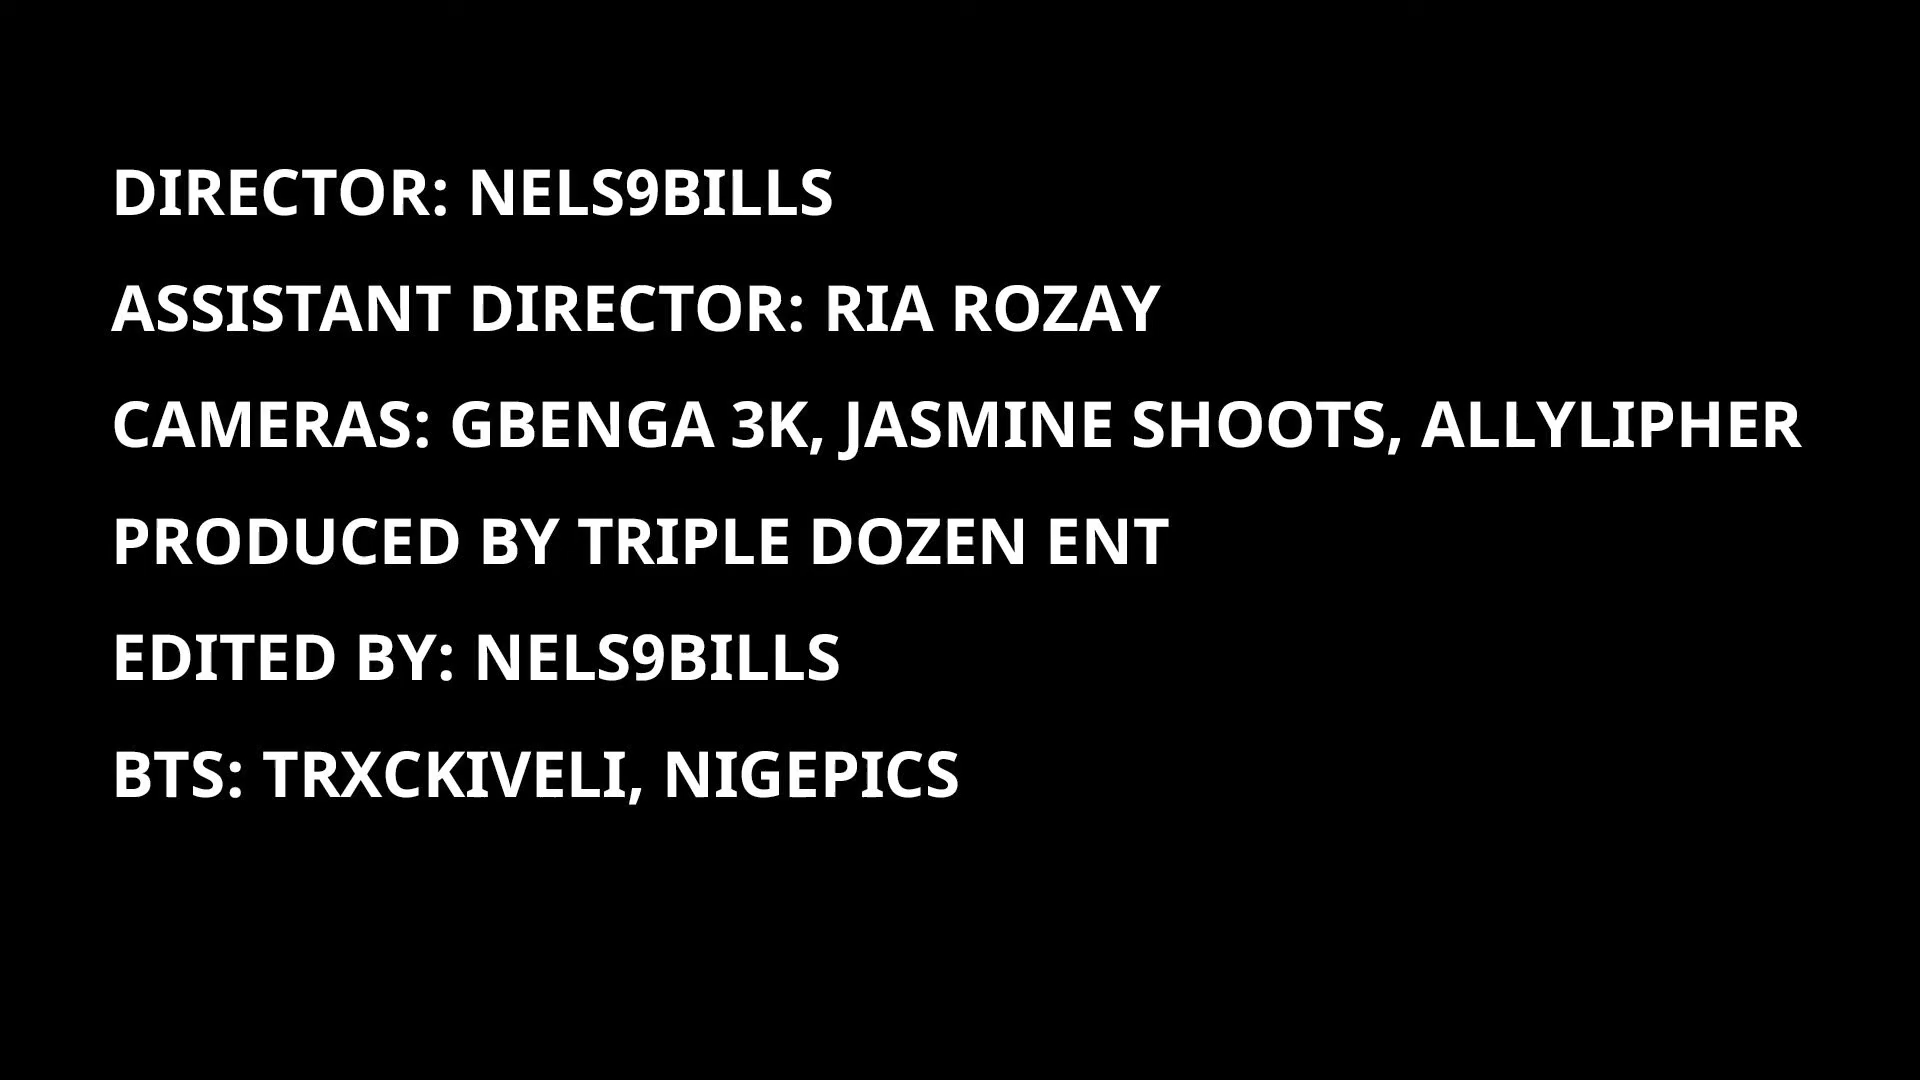 DIRECTOR: NELS9BILLS
ASSISTANT DIRECTOR: RIA ROZAY
CAMERAS: GBENGA 3K, JASMINE SHOOTS, ALLYLIPHER
PRODUCED BY TRIPLE DOZEN ENT
EDITED BY: NELS9BILLS
BTS: TRXCKIVELI, NIGEPICS